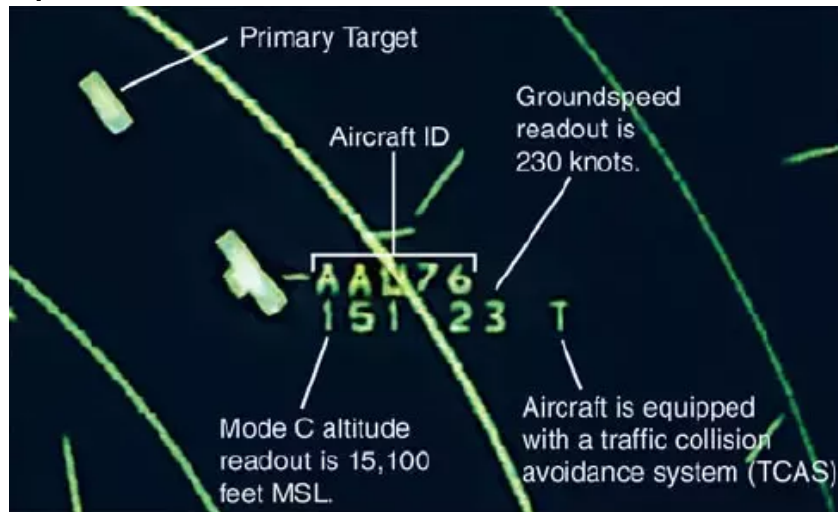 Primary Target
Groundspeed
readout is
230 knots.
Aircraft ID
151 23 T
Mode C altitude
readout is 15,100
feet MSL.
Aircraft is equipped
with a traffic collision
avoidance system (TCAS)